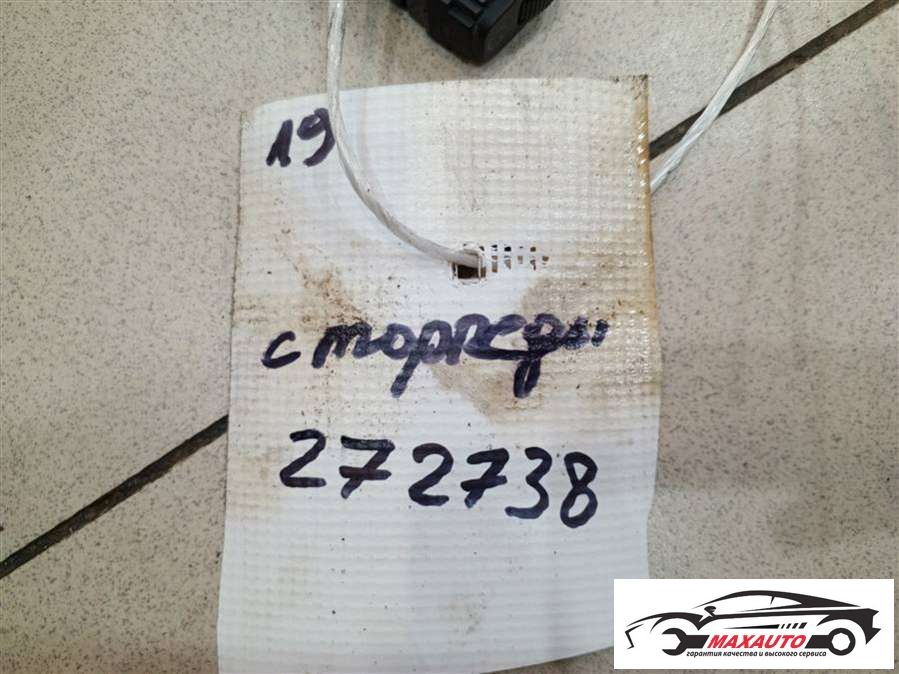 19
с торпеды
272738
MAXAUTO
гарантия качества и высокого сервиса